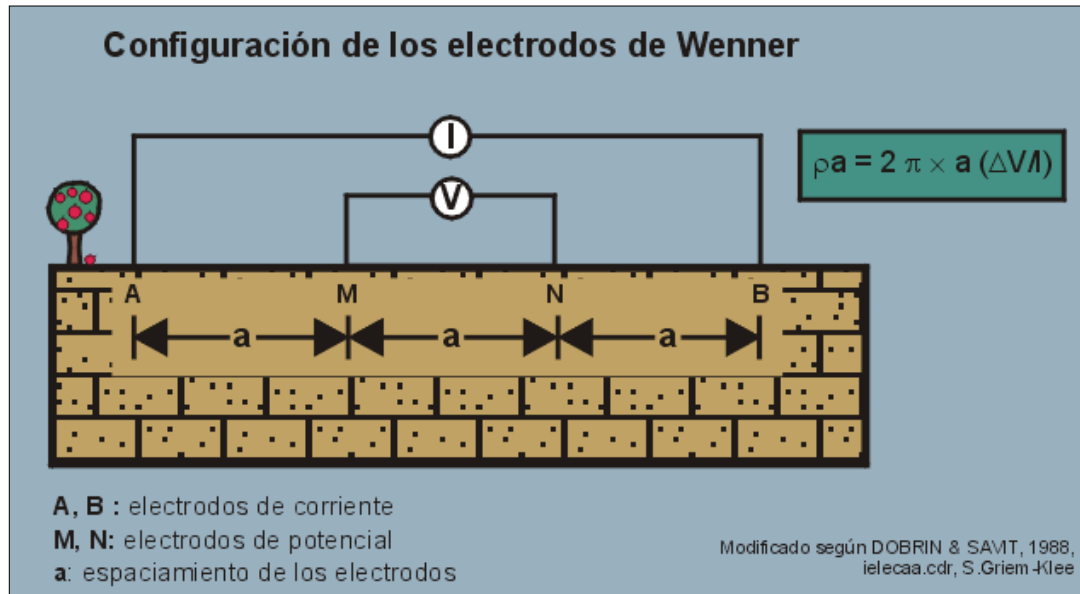 Configuración de los electrodos de Wenner
I
V
ρa = 2 π × a (ΔV/I)
A M N B
a a a
A, B : electrodos de corriente
M, N: electrodos de potencial
a: espaciamiento de los electrodos
Modificado según DOBRIN & SAVIT, 1988,
ielecaa.cdr, S.Griem-Klee